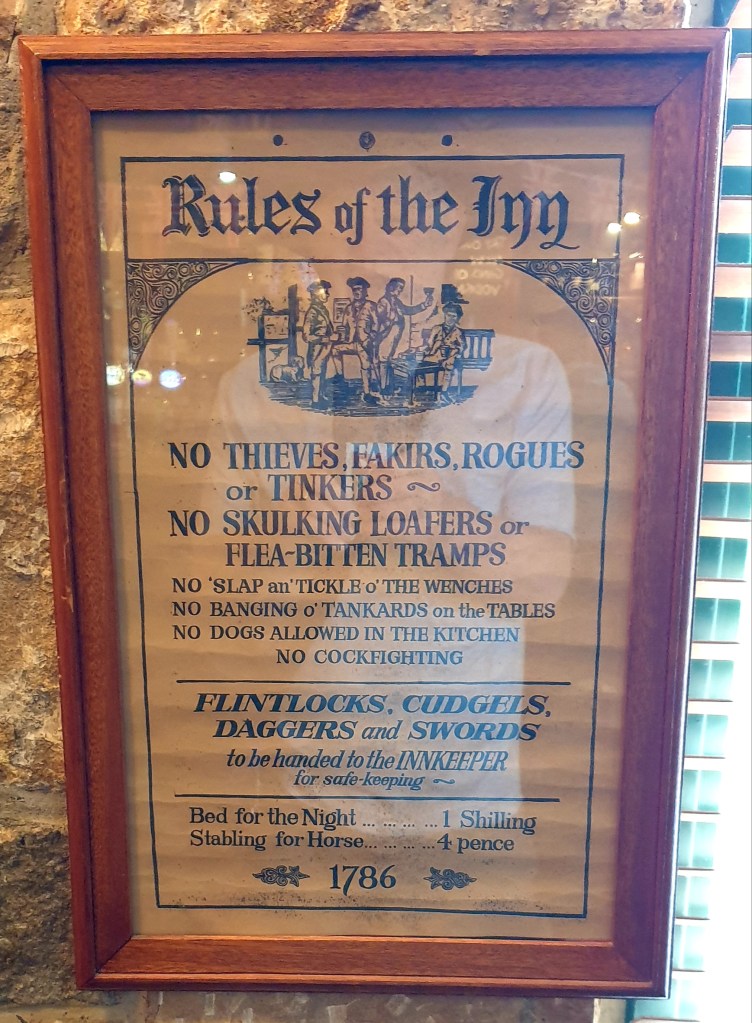 Rules of the Inn
NO THIEVES, FAKIRS, ROGUES
or TINKERS ~
NO SKULKING LOAFERS or
FLEA-BITTEN TRAMPS
NO 'SLAP an' TICKLE o' THE WENCHES
NO BANGING o' TANKARDS on the TABLES
NO DOGS ALLOWED IN THE KITCHEN
NO COCKFIGHTING
FLINTLOCKS, CUDGELS,
DAGGERS and SWORDS
to be handed to the INNKEEPER
for safe-keeping ~
Bed for the Night ... ... ... ... 1 Shilling
Stabling for Horse... ... ... ... 4 pence
1786